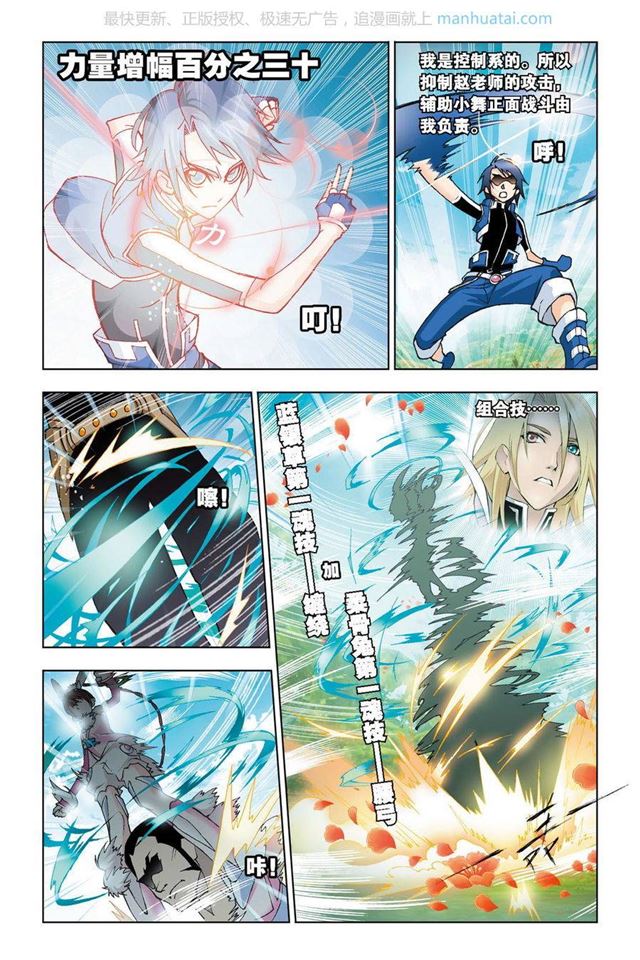 最快更新、正版授权、极速无广告，追漫画就上 manhuatai.com
力量增幅百分之三十
力
叮！
我是控制系的。所以
抑制赵老师的攻击，
辅助小舞正面战斗由
我负责。
呼！
嚓！
组合技……
蓝银草第一魂技——缠绕
加
柔骨兔第一魂技——腰弓
咔！